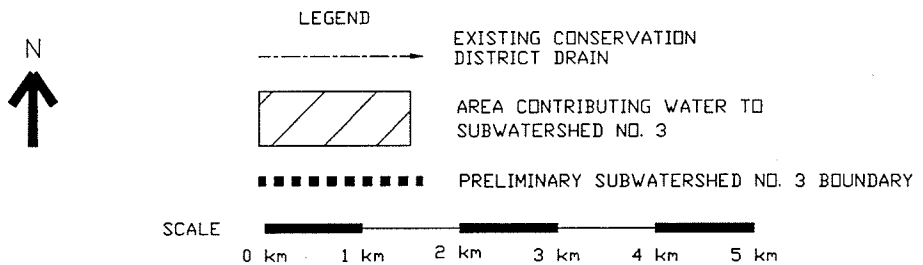 LEGEND
N
EXISTING CONSERVATION
DISTRICT DRAIN
AREA CONTRIBUTING WATER TO
SUBWATERSHED NO. 3
PRELIMINARY SUBWATERSHED NO. 3 BOUNDARY
SCALE
0 km 1 km 2 km 3 km 4 km 5 km